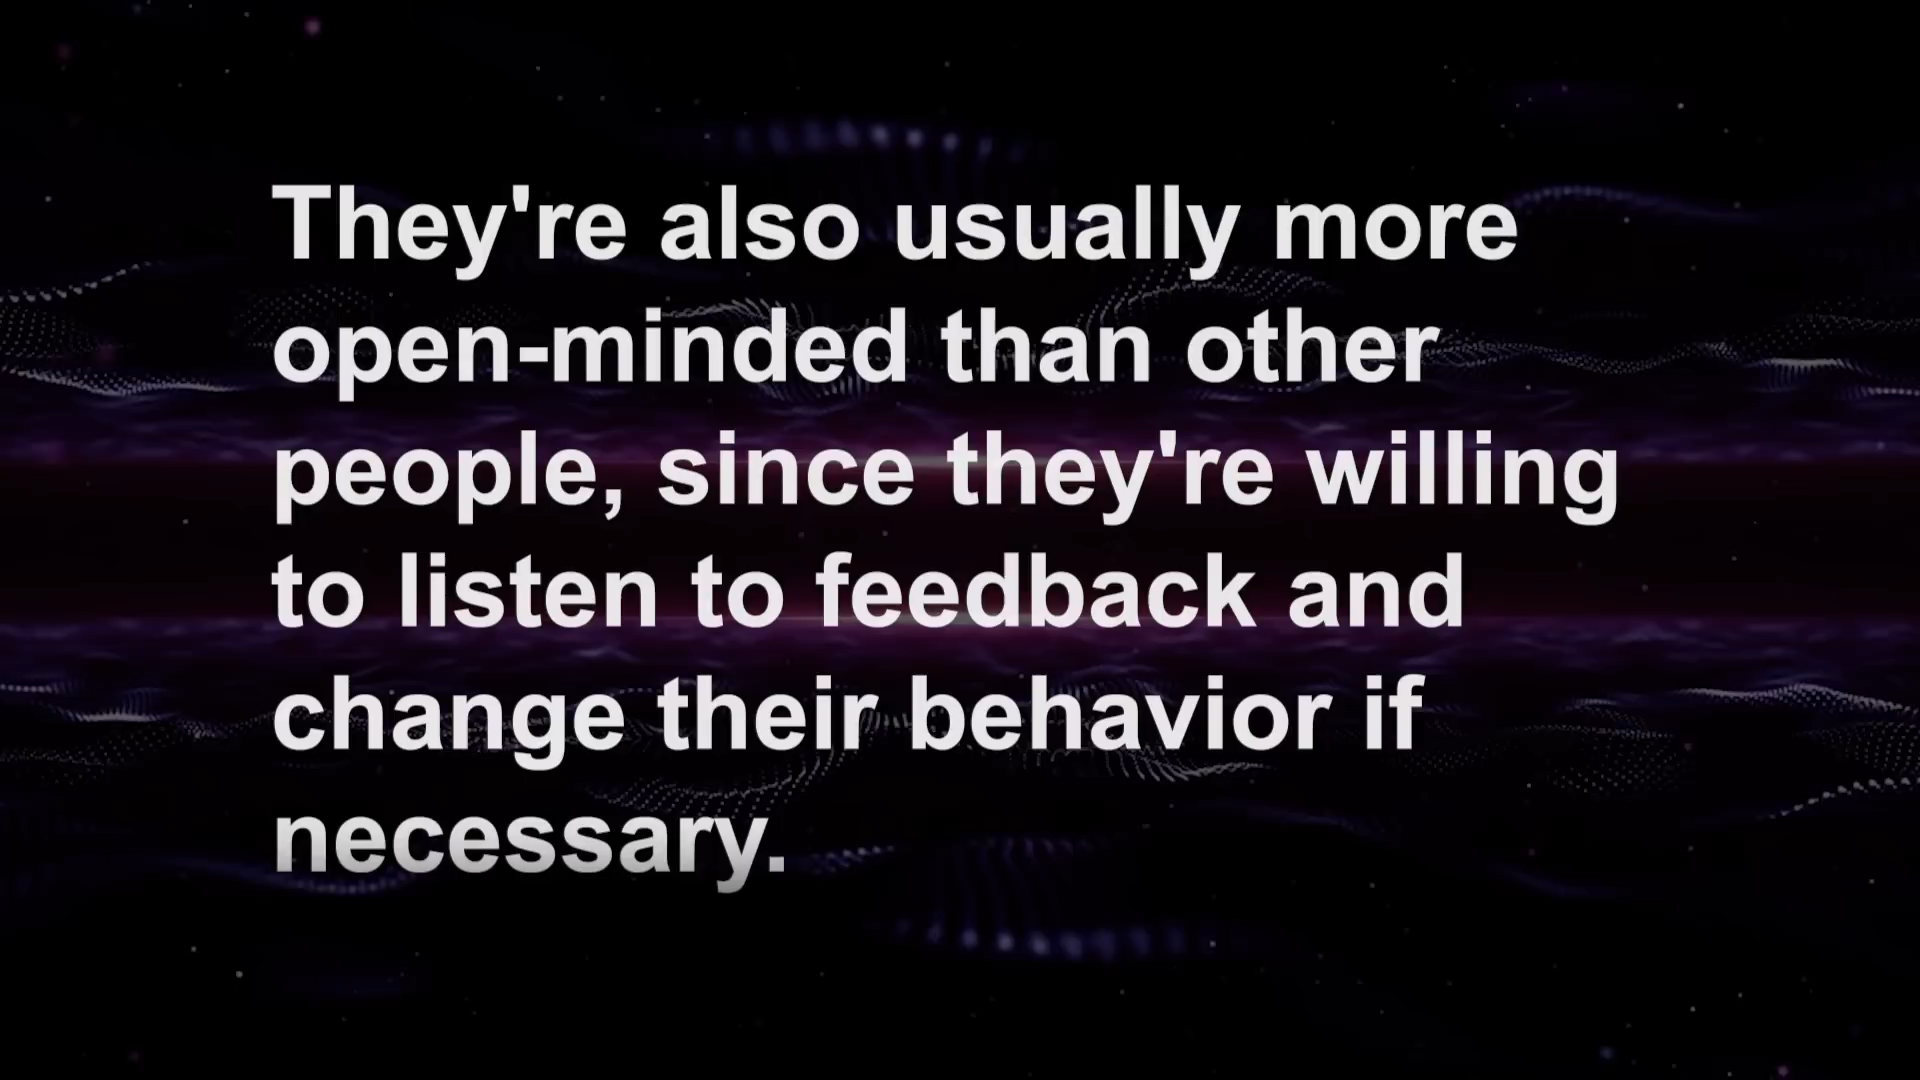 They're also usually more
open-minded than other
people, since they're willing
to listen to feedback and
change their behavior if
necessary.